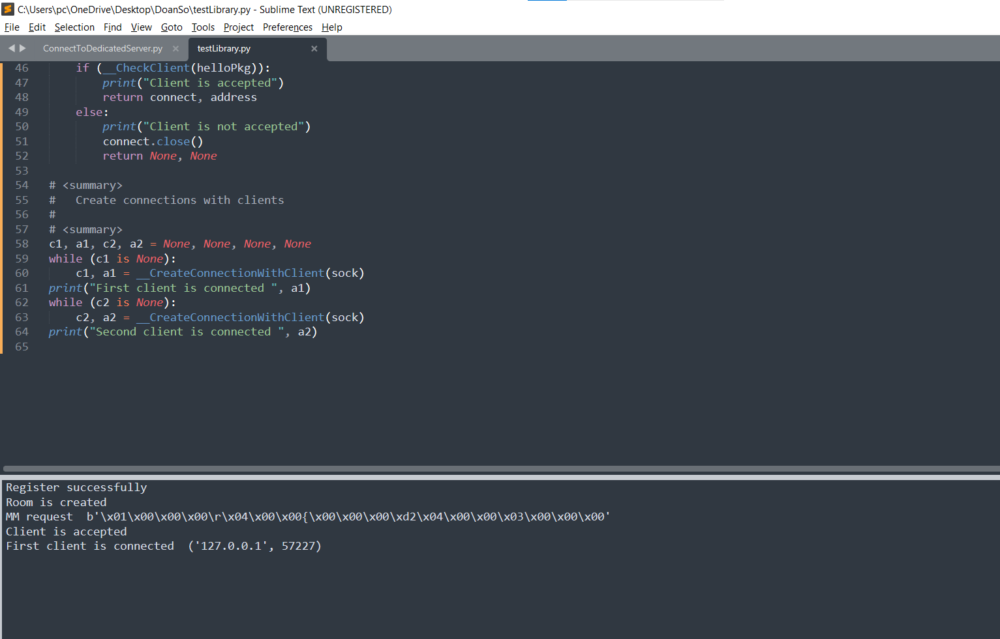 C:\Users\pc\OneDrive\Desktop\DoanSo\testLibrary.py - Sublime Text (UNREGISTERED)
File Edit Selection Find View Goto Tools Project Preferences Help
ConnectToDedicatedServer.py × testLibrary.py ×
46     if (__CheckClient(helloPkg)):
47         print("Client is accepted")
48         return connect, address
49     else:
50         print("Client is not accepted")
51         connect.close()
52         return None, None
53
54 # <summary>
55 #   Create connections with clients
56 #
57 # <summary>
58 c1, a1, c2, a2 = None, None, None, None
59 while (c1 is None):
60     c1, a1 = __CreateConnectionWithClient(sock)
61 print("First client is connected ", a1)
62 while (c2 is None):
63     c2, a2 = __CreateConnectionWithClient(sock)
64 print("Second client is connected ", a2)
65
Register successfully
Room is created
MM request  b'\x01\x00\x00\x00\r\x04\x00\x00{\x00\x00\x00\xd2\x04\x00\x00\x03\x00\x00\x00'
Client is accepted
First client is connected  ('127.0.0.1', 57227)